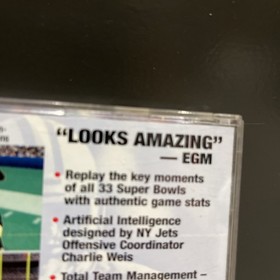 “LOOKS AMAZING”
— EGM
• Replay the key moments
of all 33 Super Bowls
with authentic game stats
• Artificial Intelligence
designed by NY Jets
Offensive Coordinator
Charlie Weis
• Total Team Management –